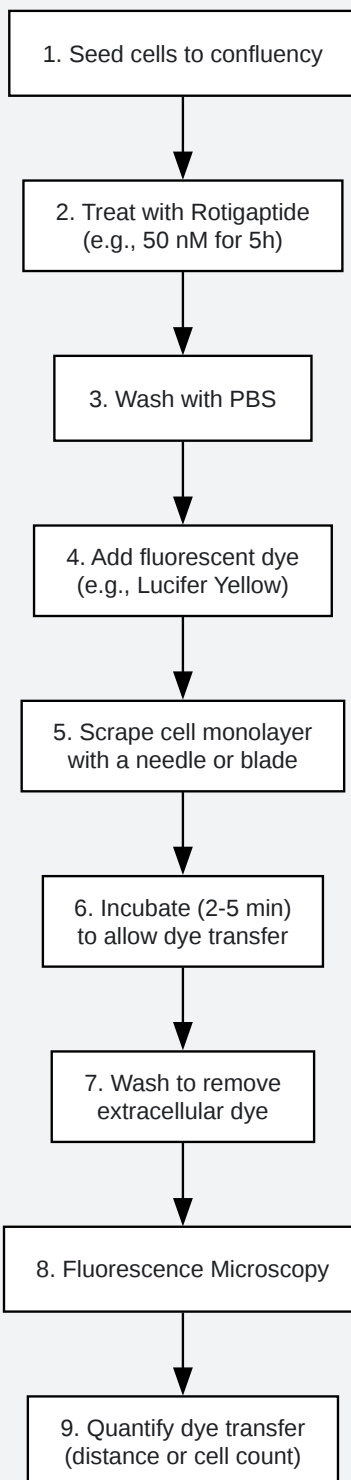 1. Seed cells to confluency
2. Treat with Rotigaptide
(e.g., 50 nM for 5h)
3. Wash with PBS
4. Add fluorescent dye
(e.g., Lucifer Yellow)
5. Scrape cell monolayer
with a needle or blade
6. Incubate (2-5 min)
to allow dye transfer
7. Wash to remove
extracellular dye
8. Fluorescence Microscopy
9. Quantify dye transfer
(distance or cell count)